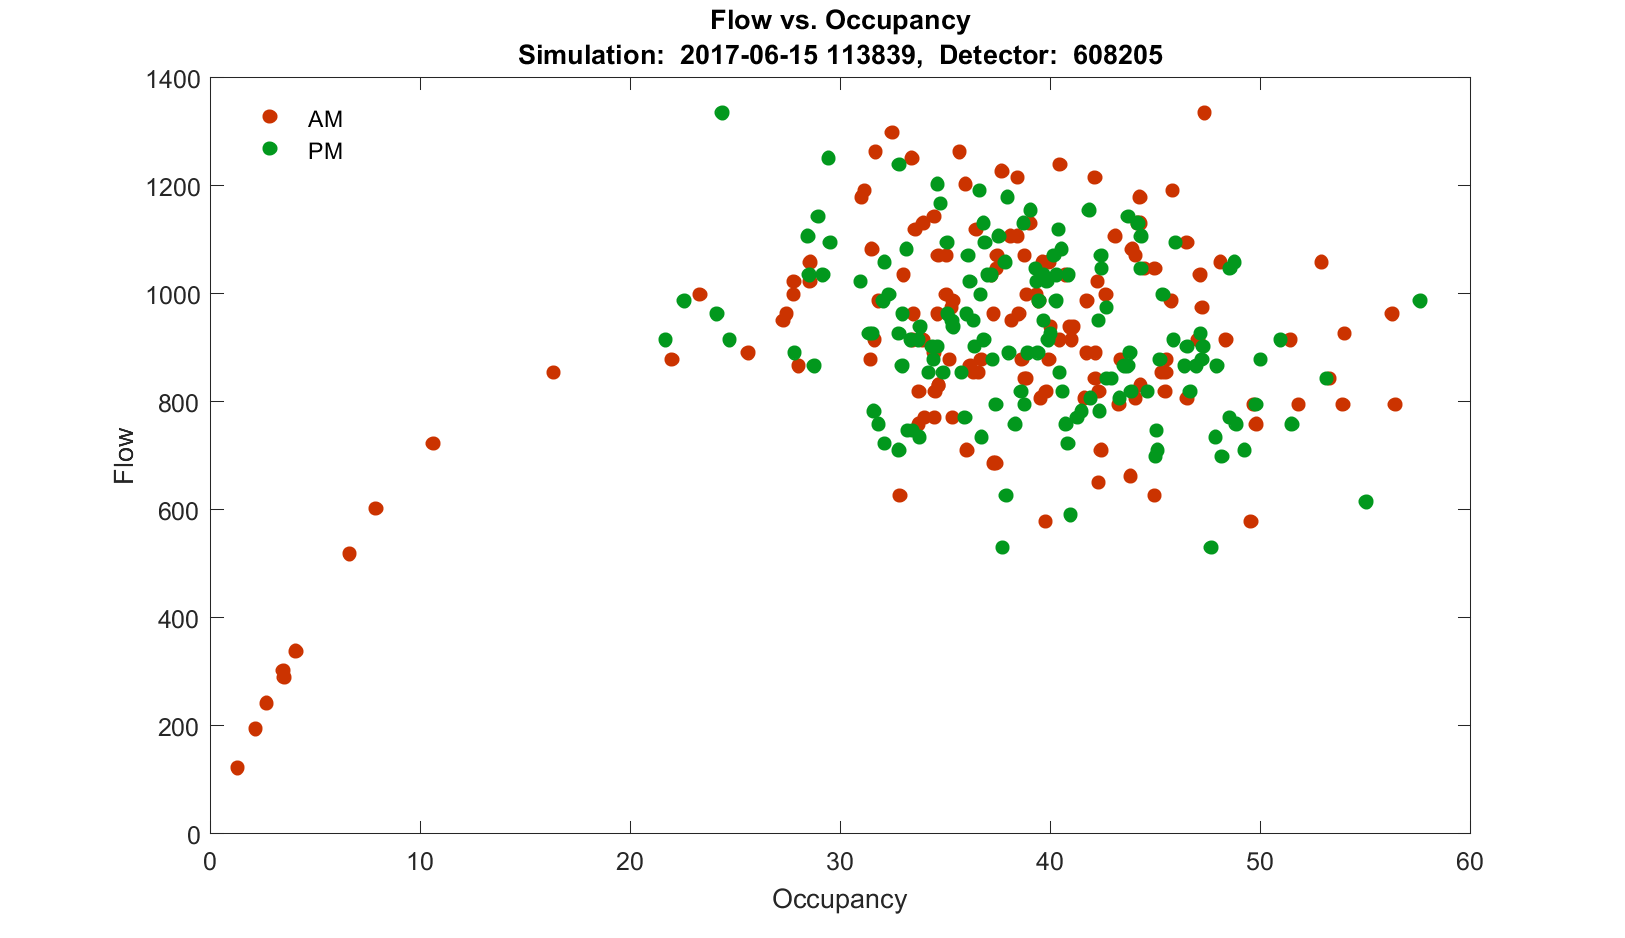 Flow vs. Occupancy
Simulation:  2017-06-15 113839,  Detector:  608205
1400
1200
1000
800
600
400
200
0
Flow
AM
PM
0 10 20 30 40 50 60
Occupancy